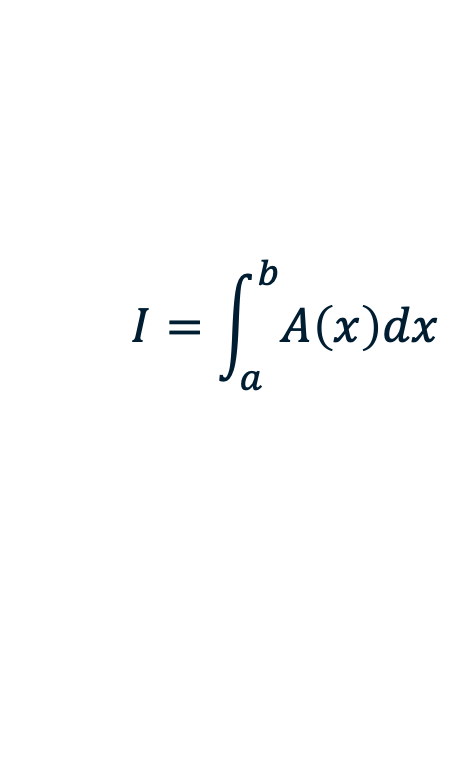 I = ∫_a^b A(x)dx